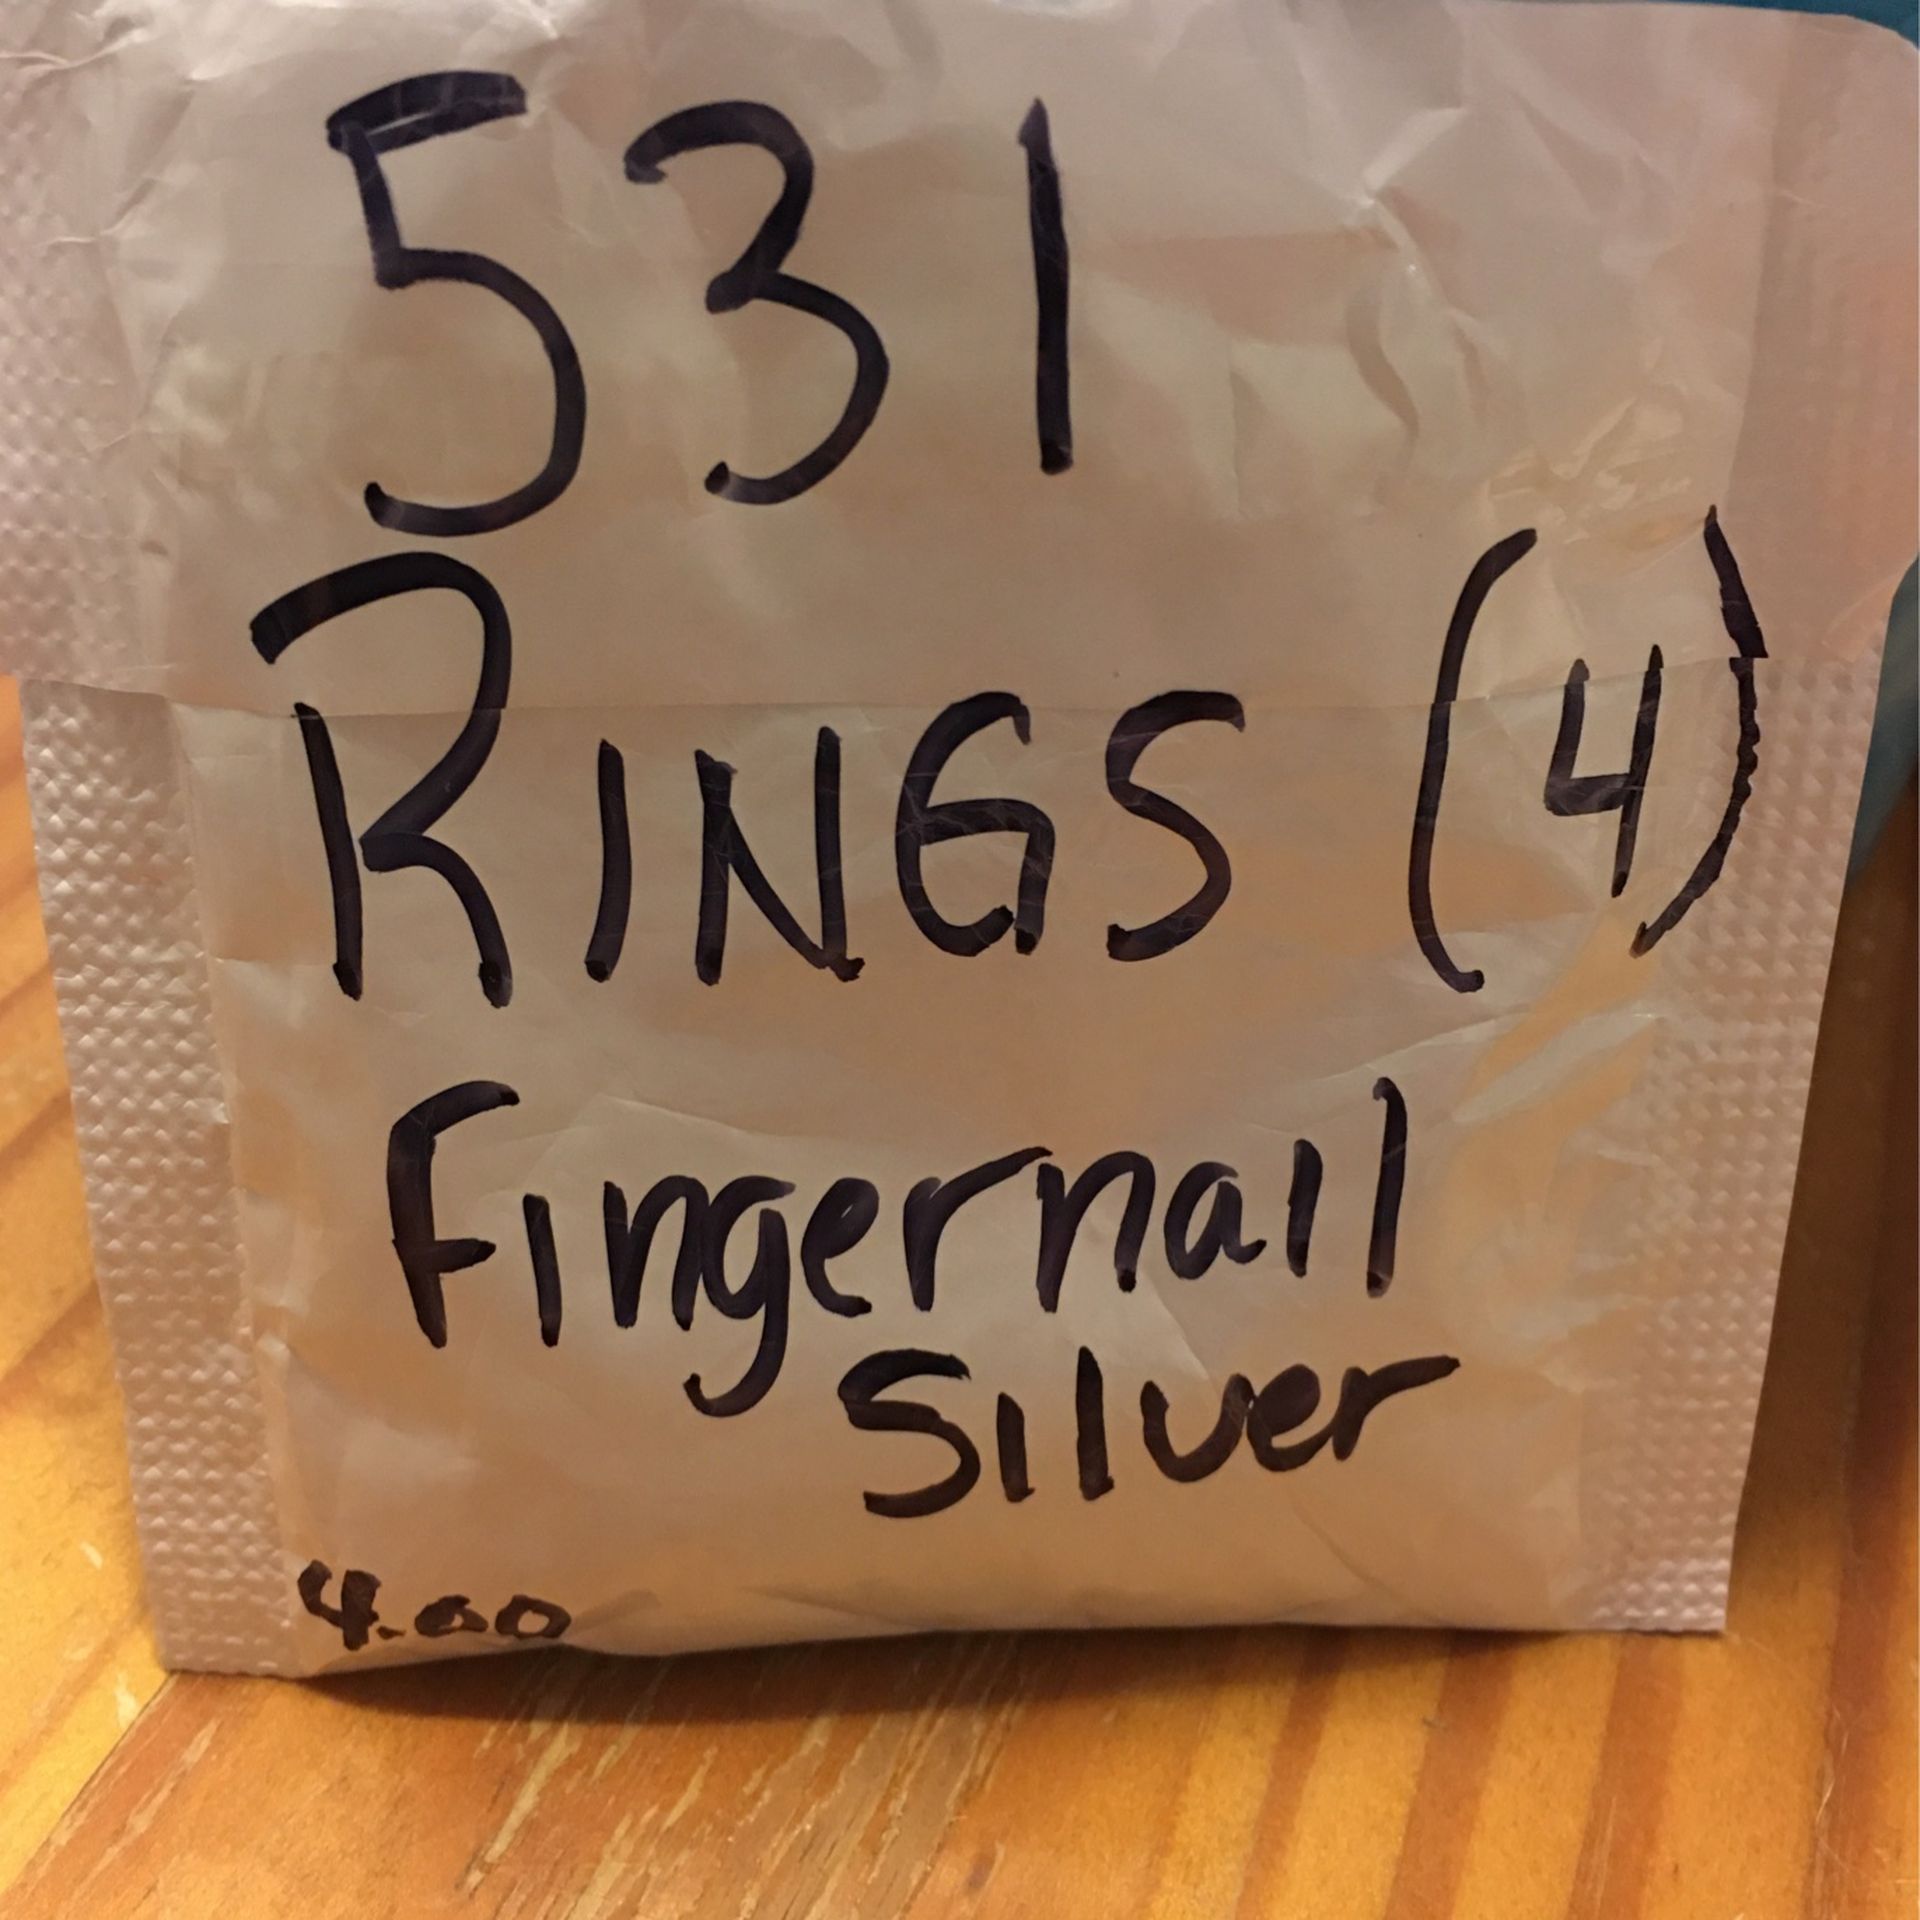 531
RINGS (4)
Fingernail
Silver
4.00